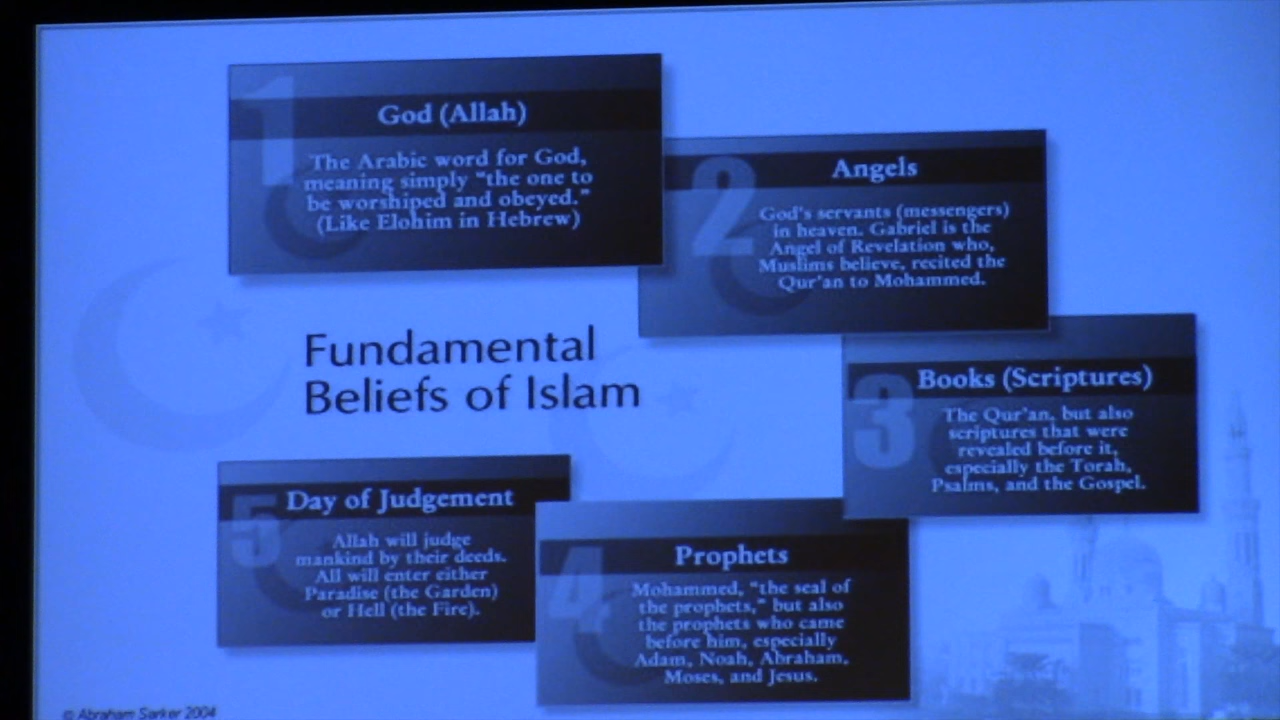 1
God (Allah)
The Arabic word for God,
meaning simply “the one to
be worshiped and obeyed.”
(Like Elohim in Hebrew)
2
Angels
God's servants (messengers)
in heaven. Gabriel is the
Angel of Revelation who,
Muslims believe, recited the
Qur'an to Mohammed.
Fundamental
Beliefs of Islam
3
Books (Scriptures)
The Qur'an, but also
scriptures that were
revealed before it,
especially the Torah,
Psalms, and the Gospel.
4
Prophets
Mohammed, “the seal of
the prophets,” but also
the prophets who came
before him, especially
Adam, Noah, Abraham,
Moses, and Jesus.
5
Day of Judgement
Allah will judge
mankind by their deeds.
All will enter either
Paradise (the Garden)
or Hell (the Fire).
© Abraham Sarker 2004